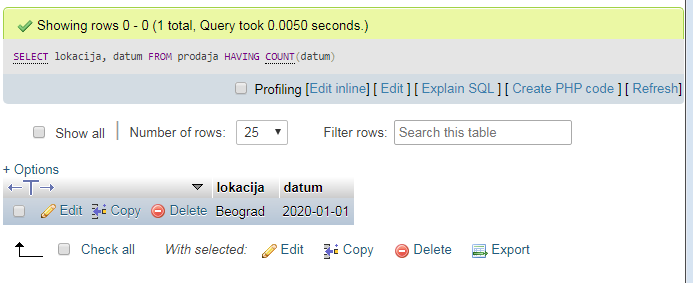 Showing rows 0 - 0 (1 total, Query took 0.0050 seconds.)
SELECT lokacija, datum FROM prodaja HAVING COUNT(datum)
Profiling [Edit inline] [ Edit ] [ Explain SQL ] [ Create PHP code ] [ Refresh]
Show all | Number of rows: 25 Filter rows: Search this table
+ Options
←T→ lokacija datum
Edit Copy Delete Beograd 2020-01-01
Check all With selected: Edit Copy Delete Export